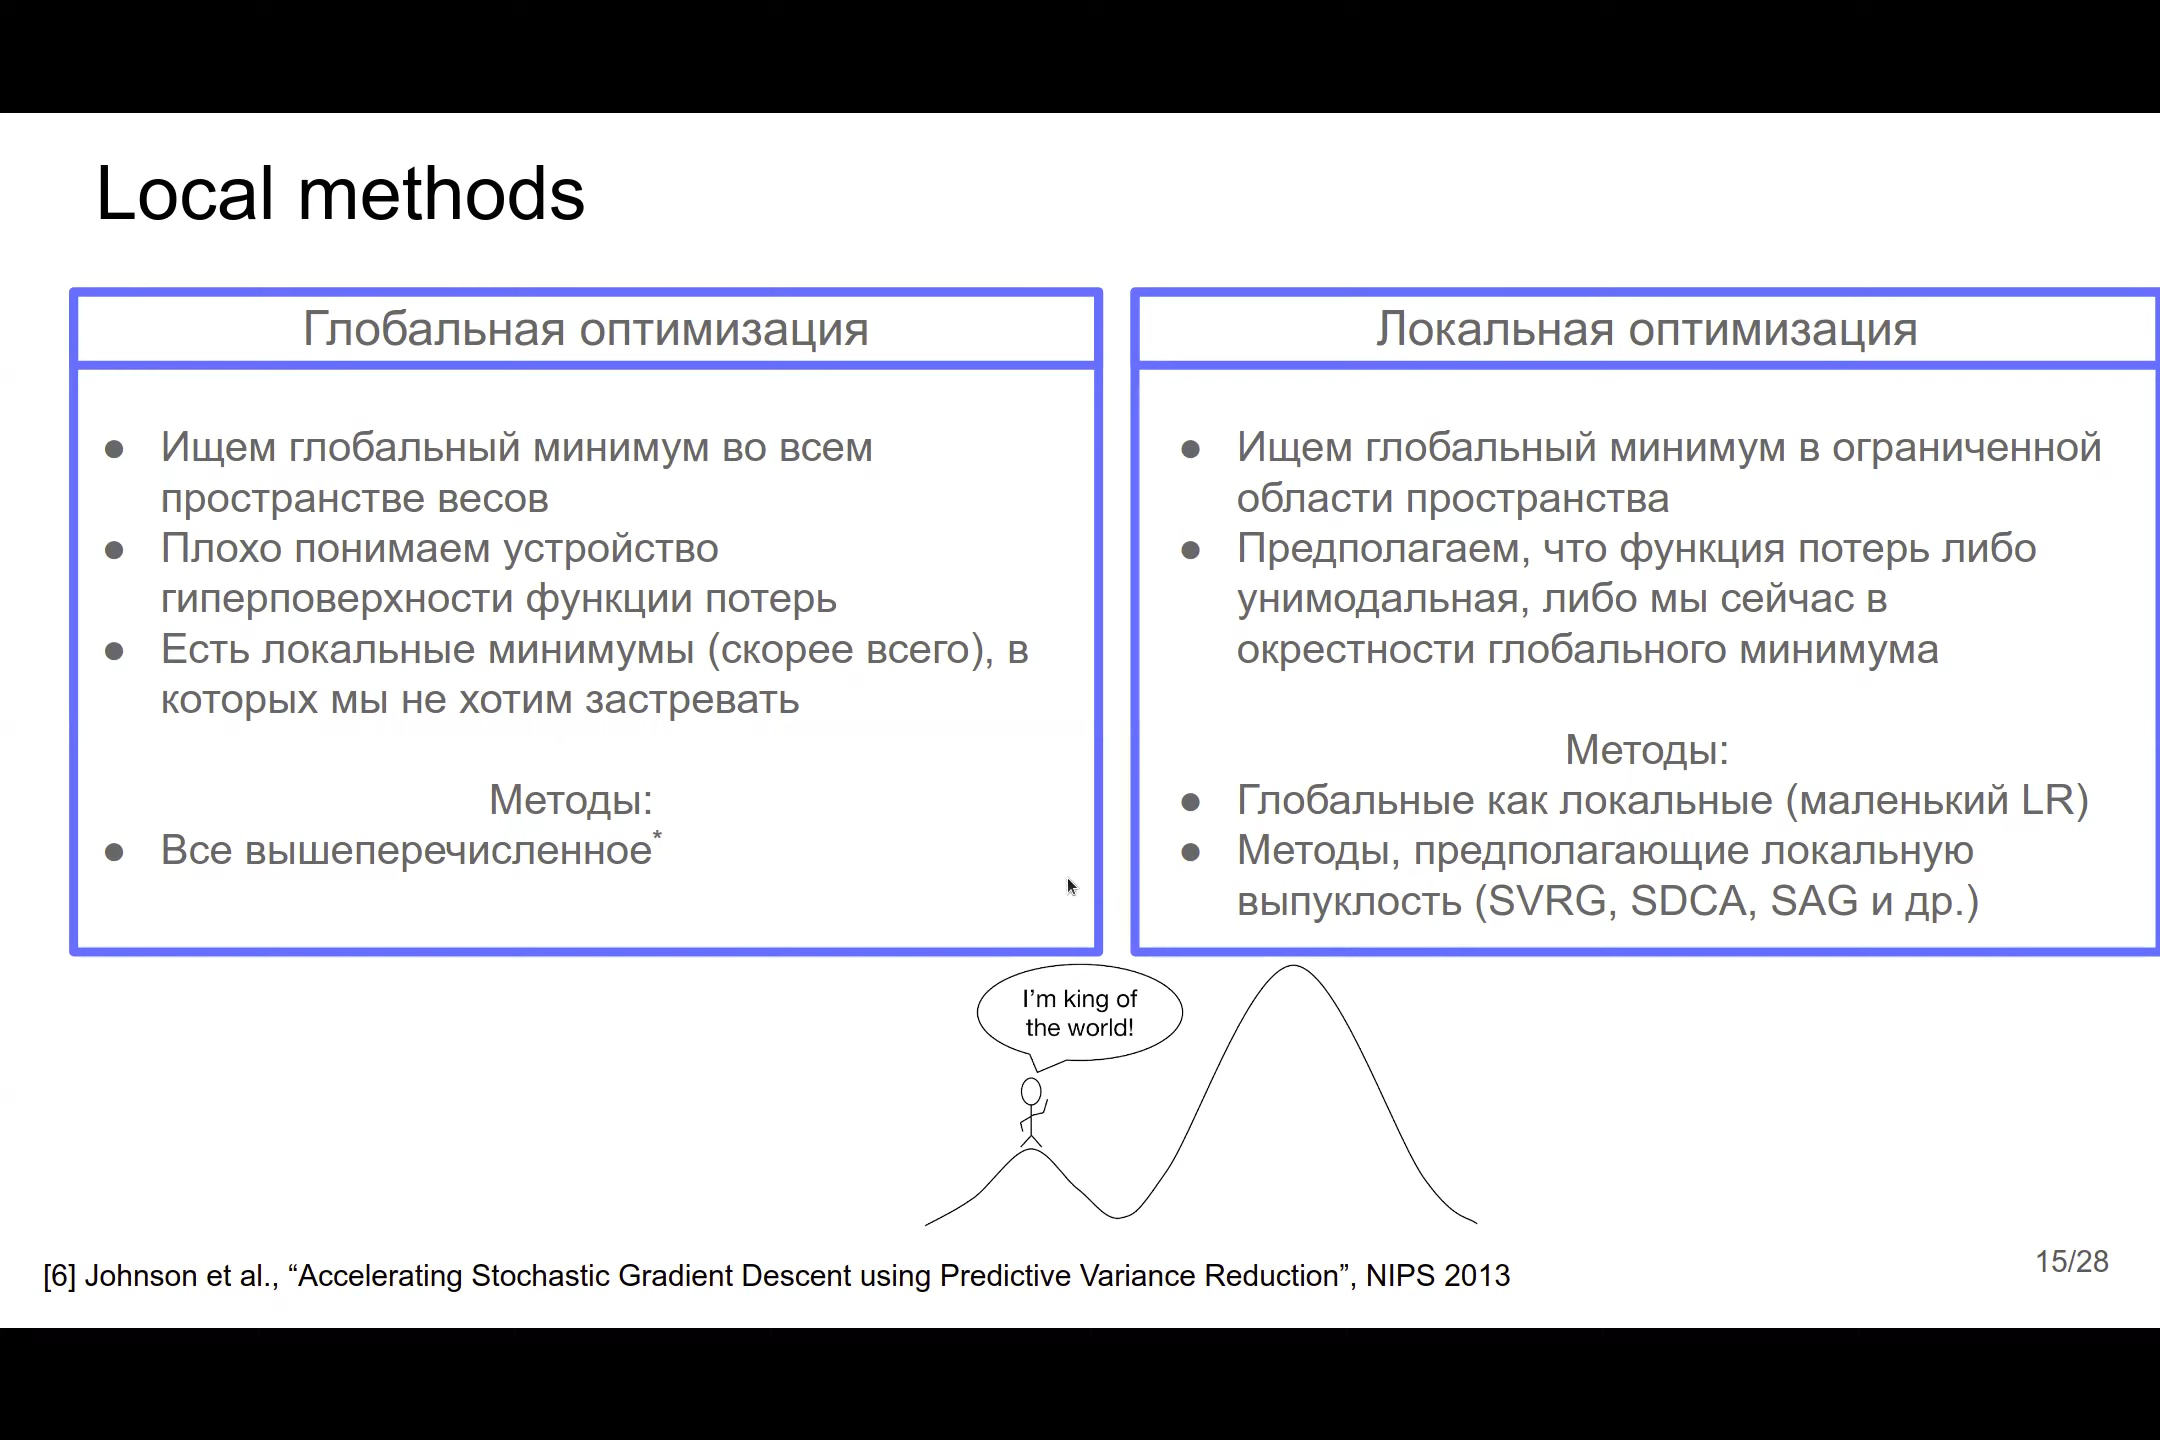 Local methods
Глобальная оптимизация
● Ищем глобальный минимум во всем
пространстве весов
● Плохо понимаем устройство
гиперповерхности функции потерь
● Есть локальные минимумы (скорее всего), в
которых мы не хотим застревать
Методы:
● Все вышеперечисленное*
Локальная оптимизация
● Ищем глобальный минимум в ограниченной
области пространства
● Предполагаем, что функция потерь либо
унимодальная, либо мы сейчас в
окрестности глобального минимума
Методы:
● Глобальные как локальные (маленький LR)
● Методы, предполагающие локальную
выпуклость (SVRG, SDCA, SAG и др.)
I’m king of
the world!
[6] Johnson et al., “Accelerating Stochastic Gradient Descent using Predictive Variance Reduction”, NIPS 2013
15/28